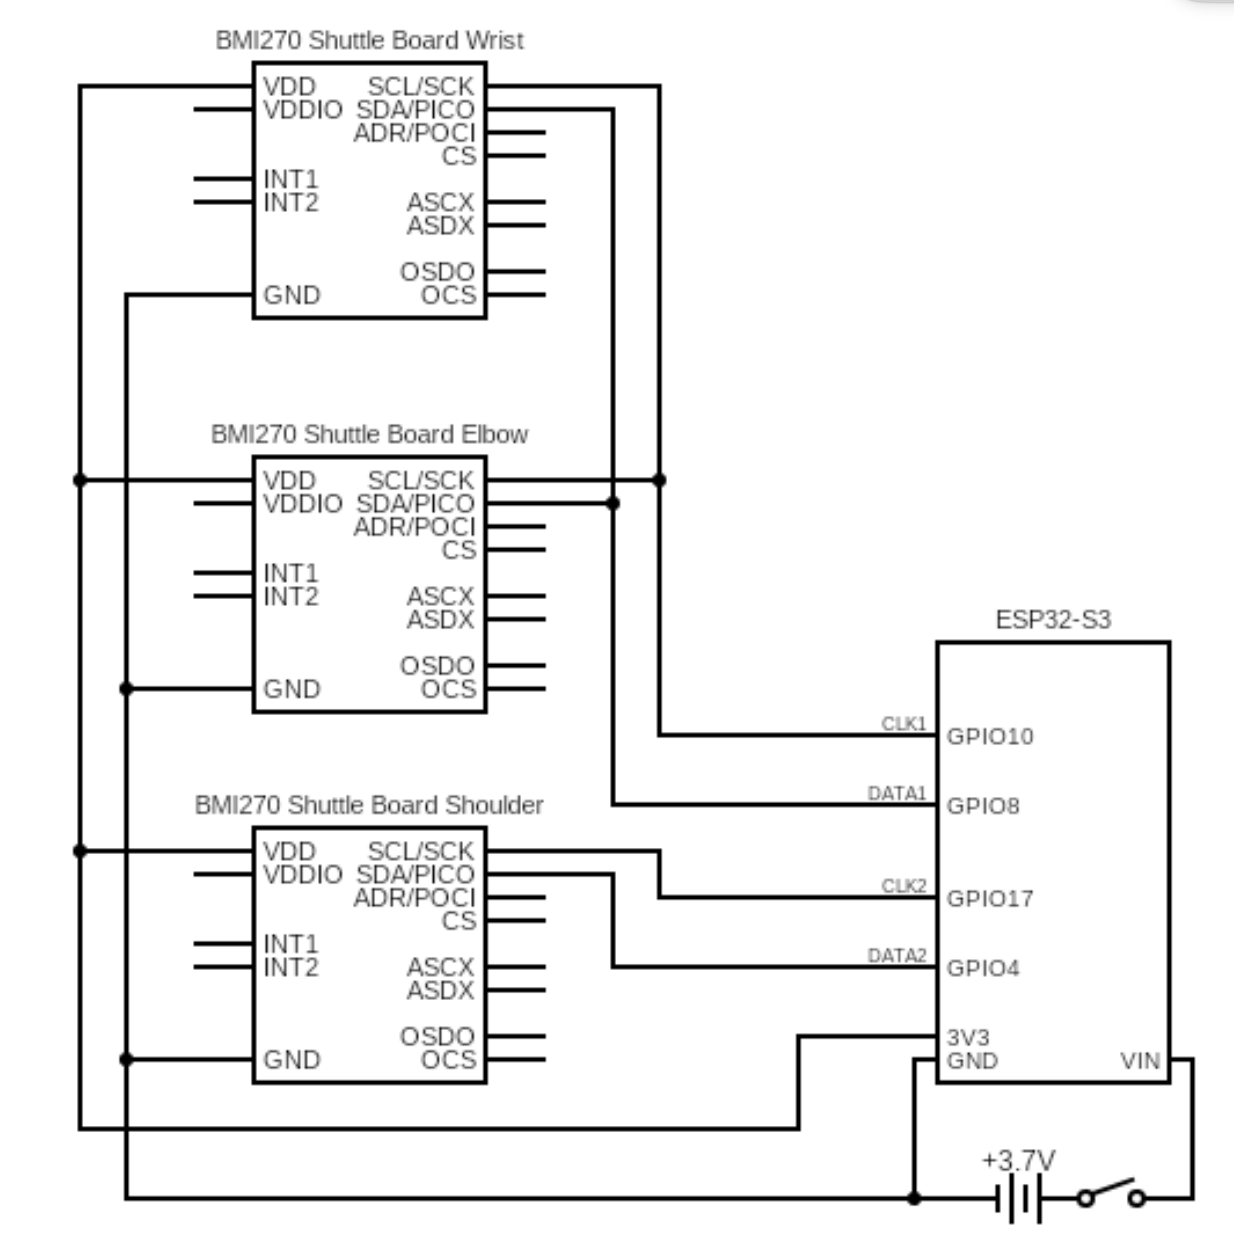 BMI270 Shuttle Board Wrist
VDD SCL/SCK
VDDIO SDA/PICO
ADR/POCI
CS
INT1
INT2 ASCX
ASDX
OSDO
GND OCS
BMI270 Shuttle Board Elbow
VDD SCL/SCK
VDDIO SDA/PICO
ADR/POCI
CS
INT1
INT2 ASCX
ASDX
OSDO
GND OCS
BMI270 Shuttle Board Shoulder
VDD SCL/SCK
VDDIO SDA/PICO
ADR/POCI
CS
INT1
INT2 ASCX
ASDX
OSDO
GND OCS
ESP32-S3
CLK1 GPIO10
DATA1 GPIO8
CLK2 GPIO17
DATA2 GPIO4
3V3
GND VIN
+3.7V